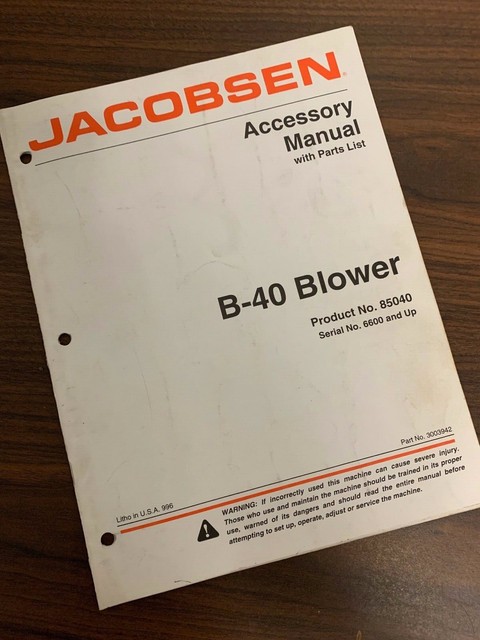 JACOBSEN®
Accessory
Manual
with Parts List
B-40 Blower
Product No. 85040
Serial No. 6600 and Up
Part No. 3003942
Litho in U.S.A. 996
WARNING: If incorrectly used this machine can cause severe injury.
Those who use and maintain the machine should be trained in its proper
use, warned of its dangers and should read the entire manual before
attempting to set up, operate, adjust or service the machine.